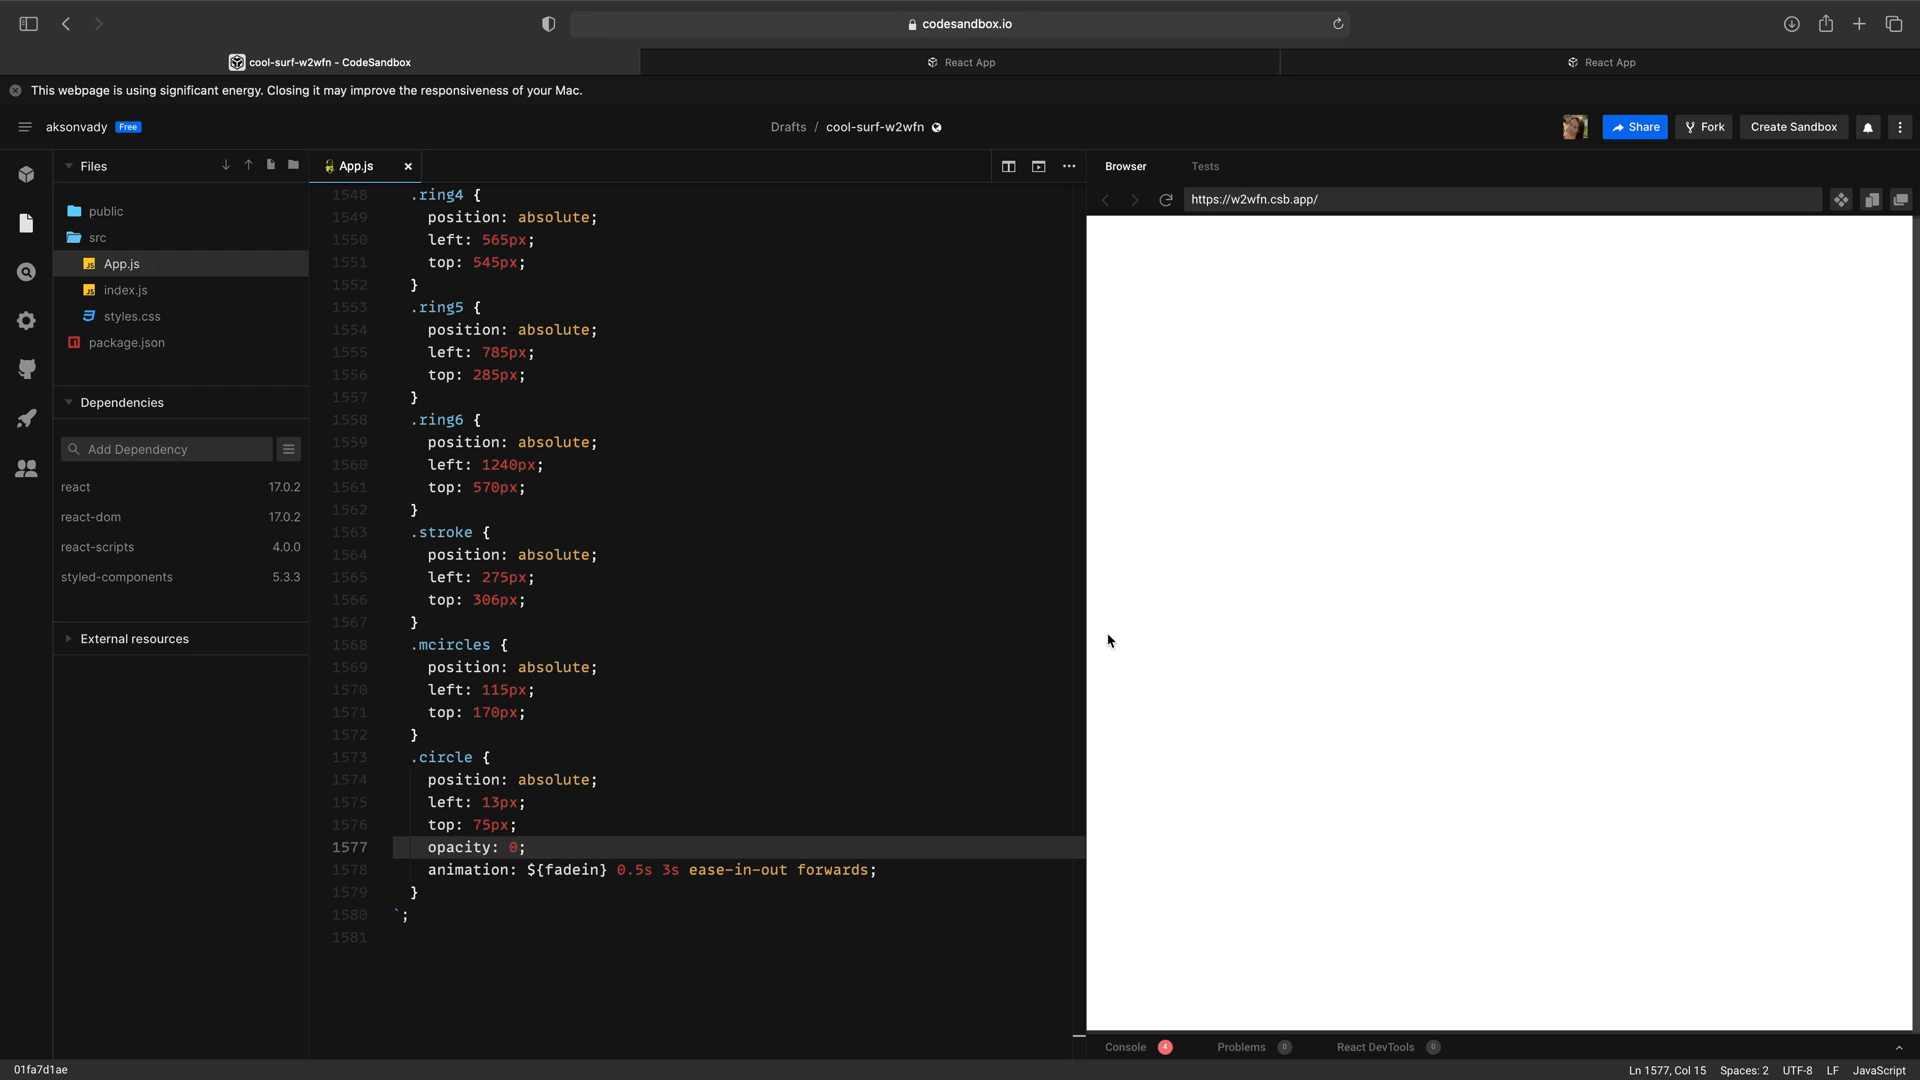 codesandbox.io
cool-surf-w2wfn - CodeSandbox
React App
React App
This webpage is using significant energy. Closing it may improve the responsiveness of your Mac.
aksonvady Free
Drafts / cool-surf-w2wfn
Share
Fork
Create Sandbox
Files
public
src
App.js
index.js
styles.css
package.json
Dependencies
Add Dependency
react 17.0.2
react-dom 17.0.2
react-scripts 4.0.0
styled-components 5.3.3
External resources
App.js
1548 .ring4 {
1549 position: absolute;
1550 left: 565px;
1551 top: 545px;
1552 }
1553 .ring5 {
1554 position: absolute;
1555 left: 785px;
1556 top: 285px;
1557 }
1558 .ring6 {
1559 position: absolute;
1560 left: 1240px;
1561 top: 570px;
1562 }
1563 .stroke {
1564 position: absolute;
1565 left: 275px;
1566 top: 306px;
1567 }
1568 .mcircles {
1569 position: absolute;
1570 left: 115px;
1571 top: 170px;
1572 }
1573 .circle {
1574 position: absolute;
1575 left: 13px;
1576 top: 75px;
1577 opacity: 0;
1578 animation: ${fadein} 0.5s 3s ease-in-out forwards;
1579 }
1580 `;
1581
Browser
Tests
https://w2wfn.csb.app/
Console 4
Problems 0
React DevTools 0
01fa7d1ae
Ln 1577, Col 15 Spaces: 2 UTF-8 LF JavaScript